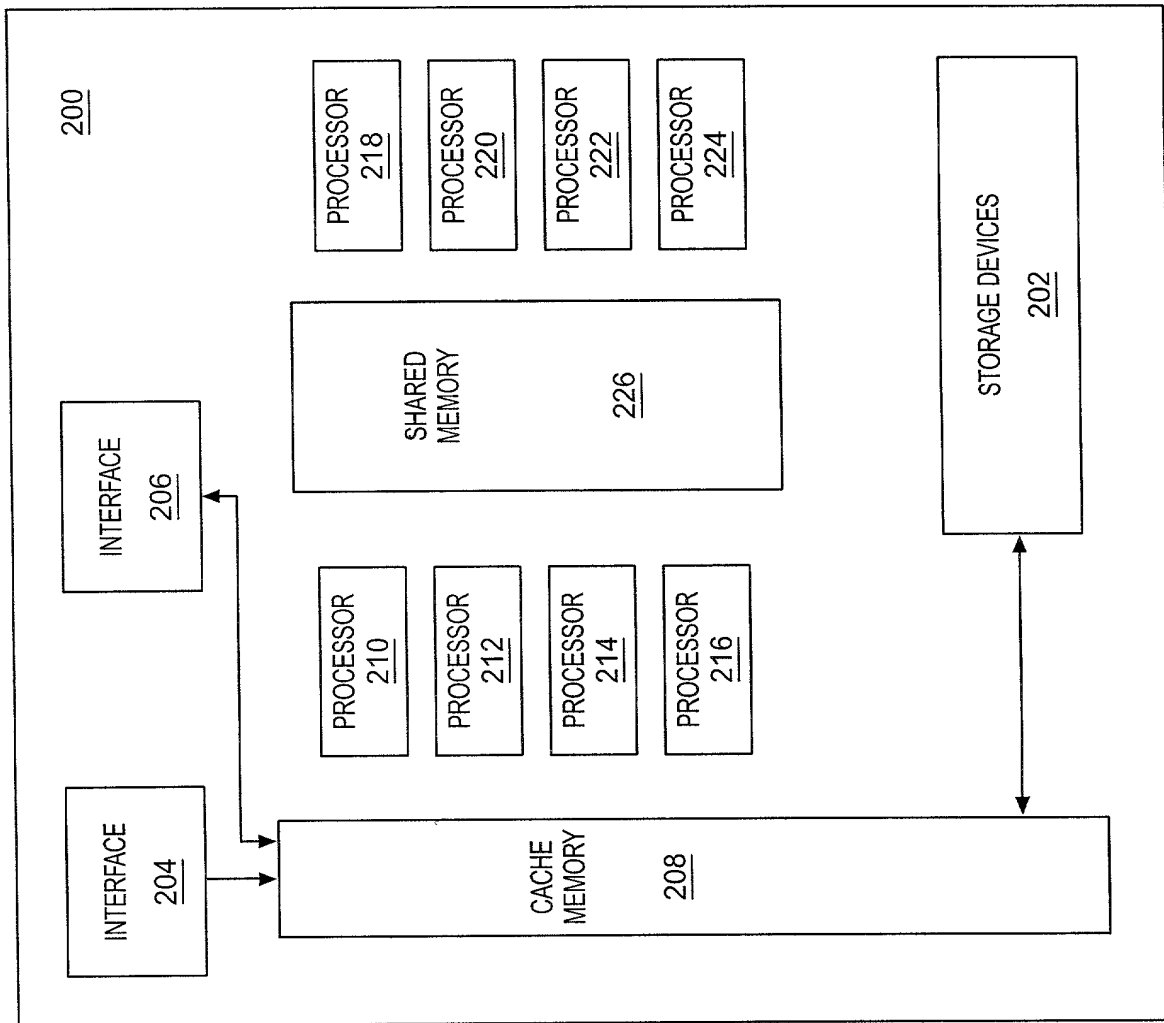 200
INTERFACE
204
INTERFACE
206
CACHE
MEMORY
208
PROCESSOR
210
PROCESSOR
212
PROCESSOR
214
PROCESSOR
216
SHARED
MEMORY
226
PROCESSOR
218
PROCESSOR
220
PROCESSOR
222
PROCESSOR
224
STORAGE DEVICES
202